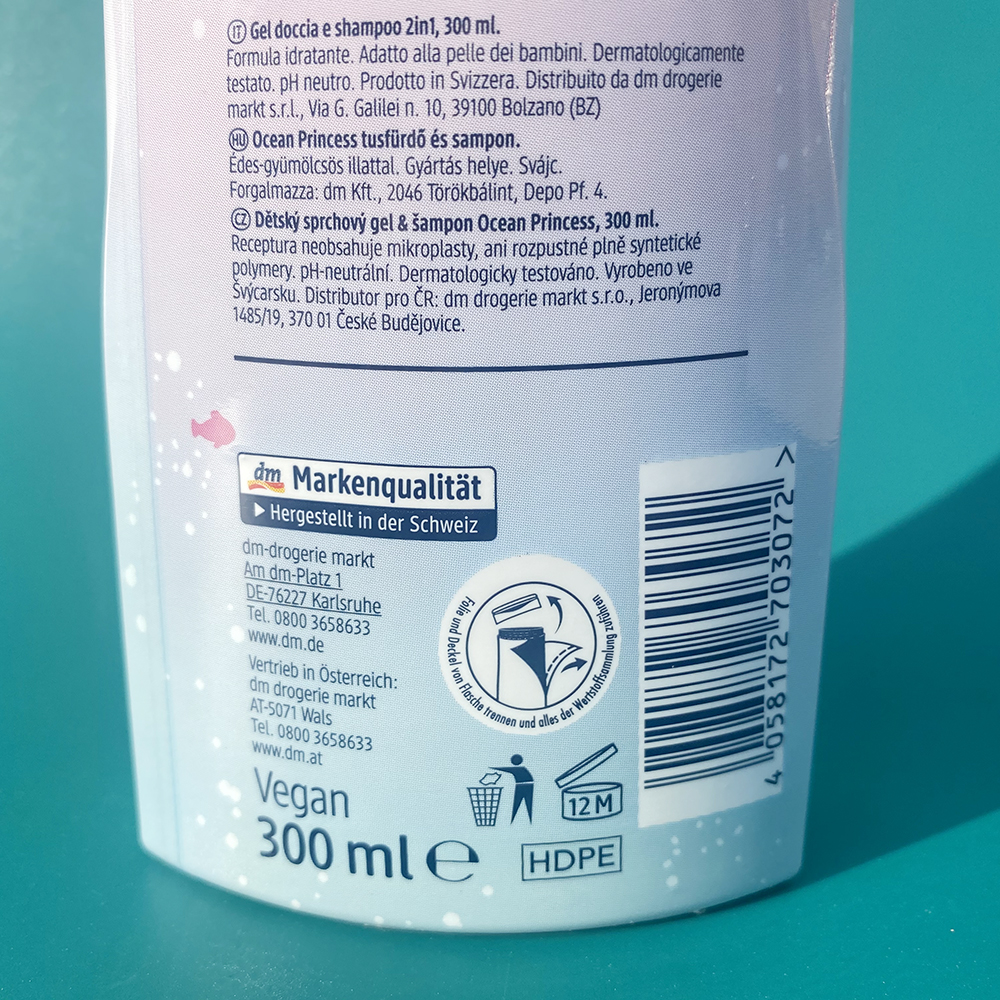 IT Gel doccia e shampoo 2in1, 300 ml.
Formula idratante. Adatto alla pelle dei bambini. Dermatologicamente
testato. pH neutro. Prodotto in Svizzera. Distribuito da dm drogerie
markt s.r.l., Via G. Galilei n. 10, 39100 Bolzano (BZ)
HU Ocean Princess tusfürdő és sampon.
Édes-gyümölcsös illattal. Gyártás helye. Svájc.
Forgalmazza: dm Kft., 2046 Törökbálint, Depo Pf. 4.
CZ Dětský sprchový gel & šampon Ocean Princess, 300 ml.
Receptura neobsahuje mikroplasty, ani rozpustné plně syntetické
polymery. pH-neutrální. Dermatologicky testováno. Vyrobeno ve
Švýcarsku. Distributor pro ČR: dm drogerie markt s.r.o., Jeronýmova
1485/19, 370 01 České Budějovice.
dm Markenqualität
Hergestellt in der Schweiz
dm-drogerie markt
Am dm-Platz 1
DE-76227 Karlsruhe
Tel. 0800 3658633
www.dm.de
Vertrieb in Österreich:
dm drogerie markt
AT-5071 Wals
Tel. 0800 3658633
www.dm.at
Vegan
300 ml e
Folie und Deckel von Flasche trennen und alles der Wertstoffsammlung zuführen
12 M
HDPE
4 058172 703072 >